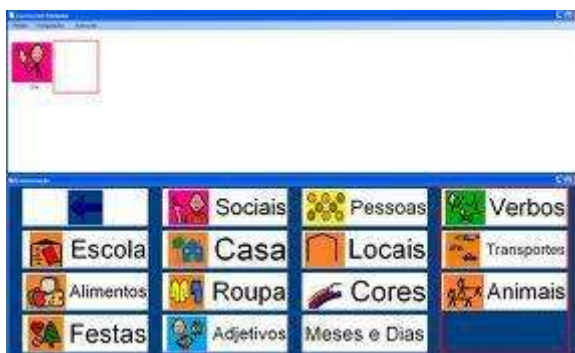 Sociais
Pessoas
Verbos
Escola
Casa
Locais
Transportes
Alimentos
Roupa
Cores
Animais
Festas
Adjetivos
Meses e Dias